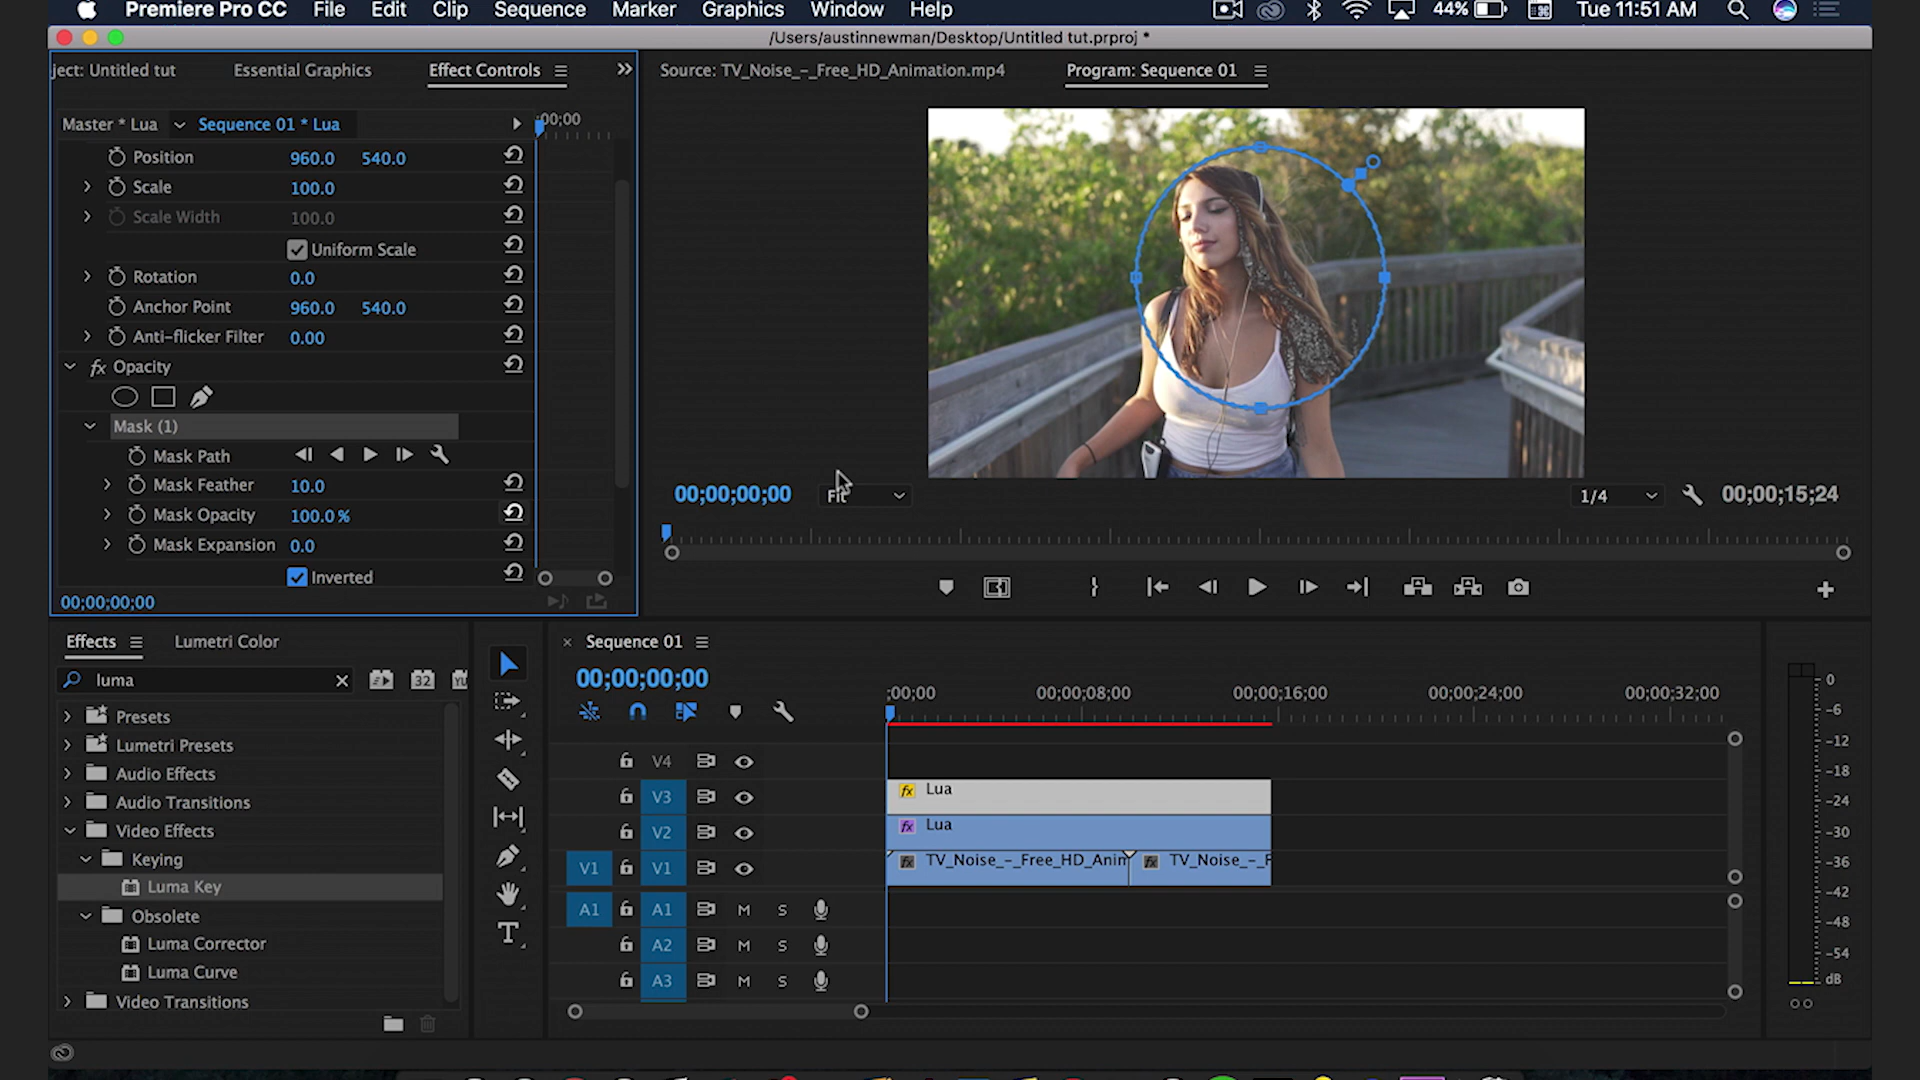 Premiere Pro CC File Edit Clip Sequence Marker Graphics Window Help 44% Tue 11:51 AM
/Users/austinnewman/Desktop/Untitled tut.prproj *
ject: Untitled tut Essential Graphics Effect Controls
Source: TV_Noise_-_Free_HD_Animation.mp4 Program: Sequence 01
Master * Lua Sequence 01 * Lua
;00;00
Position 960.0 540.0
Scale 100.0
Scale Width 100.0
Uniform Scale
Rotation 0.0
Anchor Point 960.0 540.0
Anti-flicker Filter 0.00
fx Opacity
Mask (1)
Mask Path
Mask Feather 10.0
Mask Opacity 100.0 %
Mask Expansion 0.0
Inverted
00;00;00;00
00;00;00;00 Fit 1/4 00;00;15;24
Effects Lumetri Color
luma
32 YU
Presets
Lumetri Presets
Audio Effects
Audio Transitions
Video Effects
Keying
Luma Key
Obsolete
Luma Corrector
Luma Curve
Video Transitions
× Sequence 01
00;00;00;00
;00;00 00;00;08;00 00;00;16;00 00;00;24;00 00;00;32;00
V4
V3 fx Lua
V2 fx Lua
V1 V1 fx TV_Noise_-_Free_HD_Anim fx TV_Noise_-_F
A1 A1 M S
A2 M S
A3 M S
0
-6
-12
-18
-24
-30
-36
-42
-48
-54
dB
T